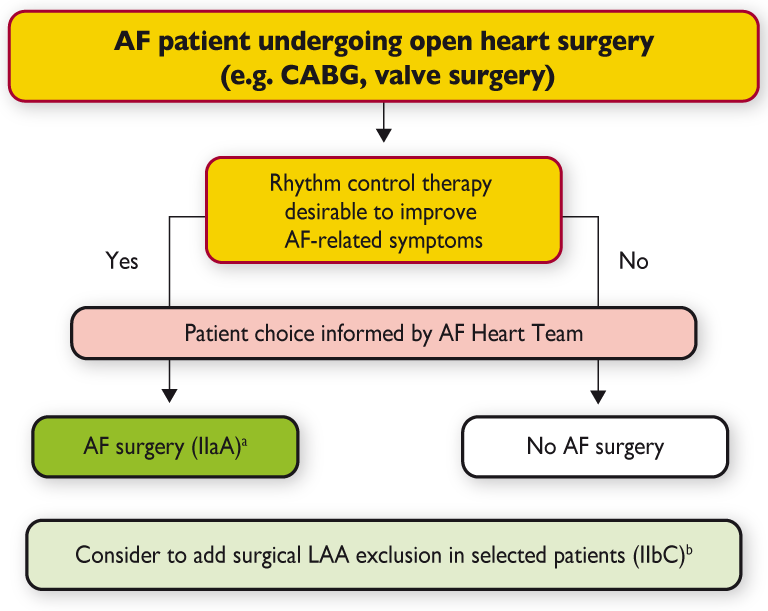 AF patient undergoing open heart surgery
(e.g. CABG, valve surgery)
Rhythm control therapy
desirable to improve
AF-related symptoms
Yes
No
Patient choice informed by AF Heart Team
AF surgery (IIaA)ᵃ
No AF surgery
Consider to add surgical LAA exclusion in selected patients (IIbC)ᵇ